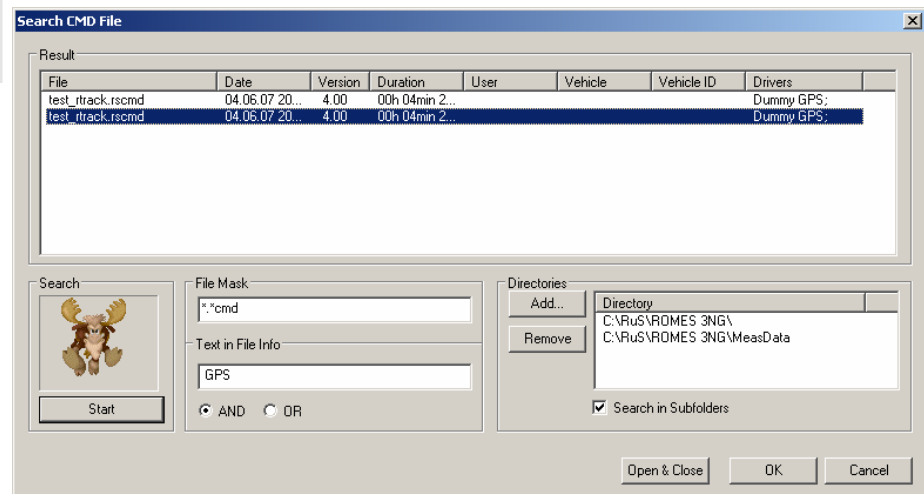 Search CMD File
Result
File Date Version Duration User Vehicle Vehicle ID Drivers
test_rtrack.rscmd 04.06.07 20... 4.00 00h 04min 2... Dummy GPS;
test_rtrack.rscmd 04.06.07 20... 4.00 00h 04min 2... Dummy GPS;
Search
Start
File Mask
*.*cmd
Text in File Info
GPS
AND OR
Directories
Add...
Remove
Directory
C:\RuS\ROMES 3NG\
C:\RuS\ROMES 3NG\MeasData
Search in Subfolders
Open & Close OK Cancel